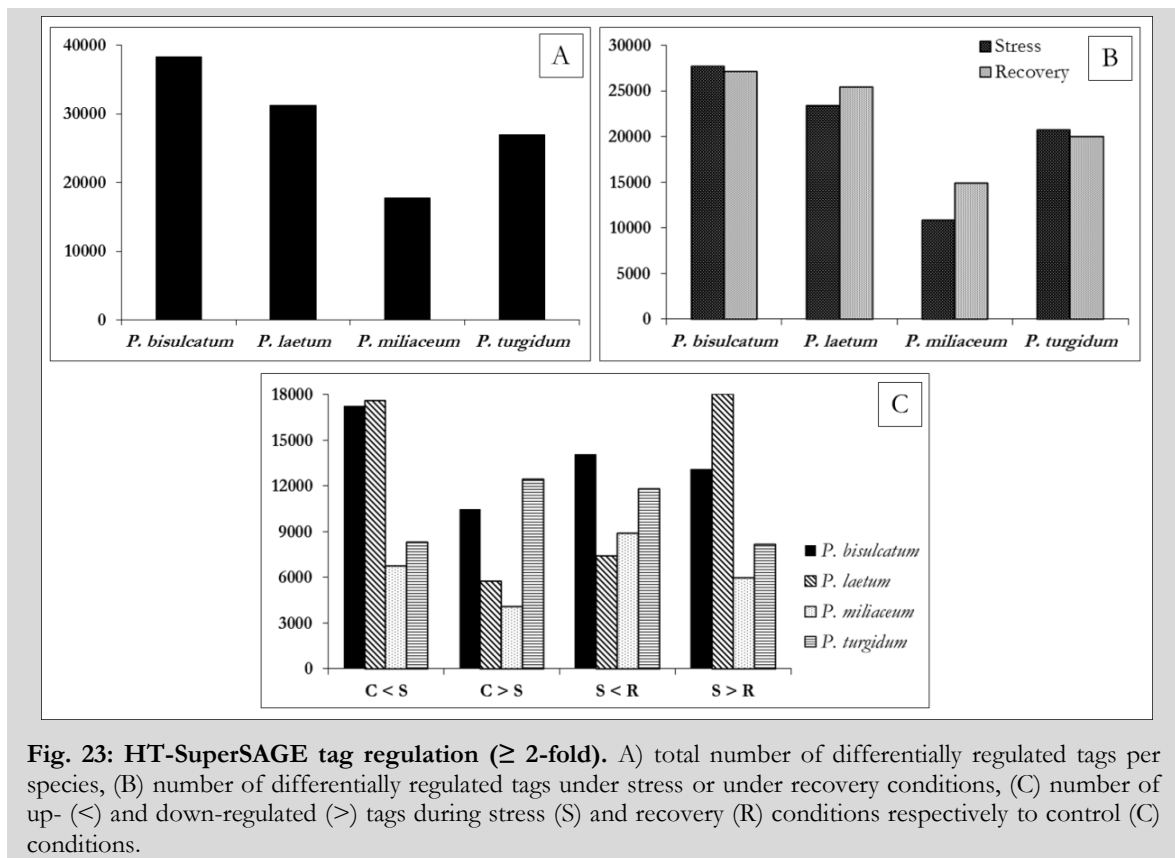 A
40000
30000
20000
10000
0
P. bisulcatum P. laetum P. miliaceum P. turgidum
B
30000
25000
20000
15000
10000
5000
0
Stress
Recovery
P. bisulcatum P. laetum P. miliaceum P. turgidum
C
18000
15000
12000
9000
6000
3000
0
C < S C > S S < R S > R
P. bisulcatum
P. laetum
P. miliaceum
P. turgidum
Fig. 23: HT-SuperSAGE tag regulation (≥ 2-fold). A) total number of differentially regulated tags per
species, (B) number of differentially regulated tags under stress or under recovery conditions, (C) number of
up- (<) and down-regulated (>) tags during stress (S) and recovery (R) conditions respectively to control (C)
conditions.